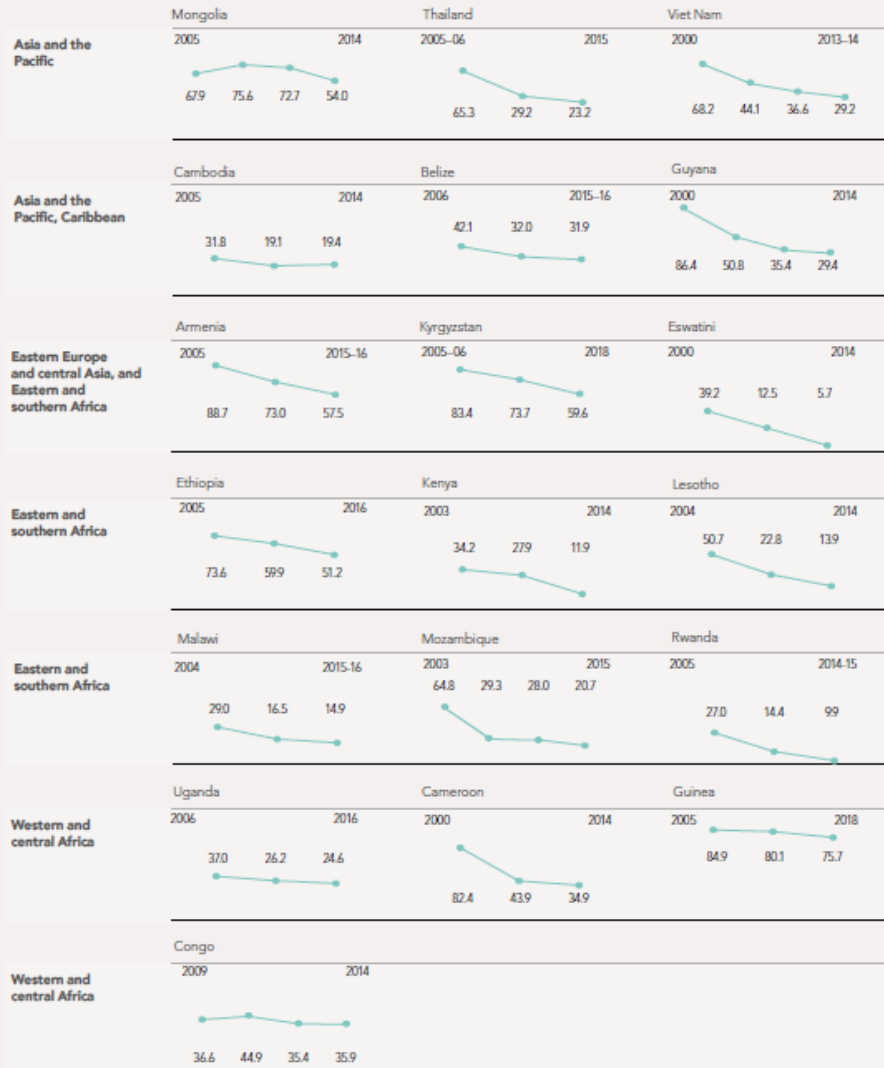 Mongolia Thailand Viet Nam
Asia and the
Pacific
2005 2014 2005–06 2015 2000 2013–14
67.9 75.6 72.7 54.0 65.3 29.2 23.2 68.2 44.1 36.6 29.2
Cambodia Belize Guyana
Asia and the
Pacific, Caribbean
2005 2014 2006 2015–16 2000 2014
31.8 19.1 19.4 42.1 32.0 31.9 86.4 50.8 35.4 29.4
Armenia Kyrgyzstan Eswatini
Eastern Europe
and central Asia, and
Eastern and
southern Africa
2005 2015–16 2005–06 2018 2000 2014
88.7 73.0 57.5 83.4 73.7 59.6 39.2 12.5 5.7
Ethiopia Kenya Lesotho
Eastern and
southern Africa
2005 2016 2003 2014 2004 2014
73.6 59.9 51.2 34.2 27.9 11.9 50.7 22.8 13.9
Malawi Mozambique Rwanda
Eastern and
southern Africa
2004 2015-16 2003 2015 2005 2014-15
29.0 16.5 14.9 64.8 29.3 28.0 20.7 27.0 14.4 9.9
Uganda Cameroon Guinea
Western and
central Africa
2006 2016 2000 2014 2005 2018
37.0 26.2 24.6 82.4 43.9 34.9 84.9 80.1 75.7
Congo
Western and
central Africa
2009 2014
36.6 44.9 35.4 35.9